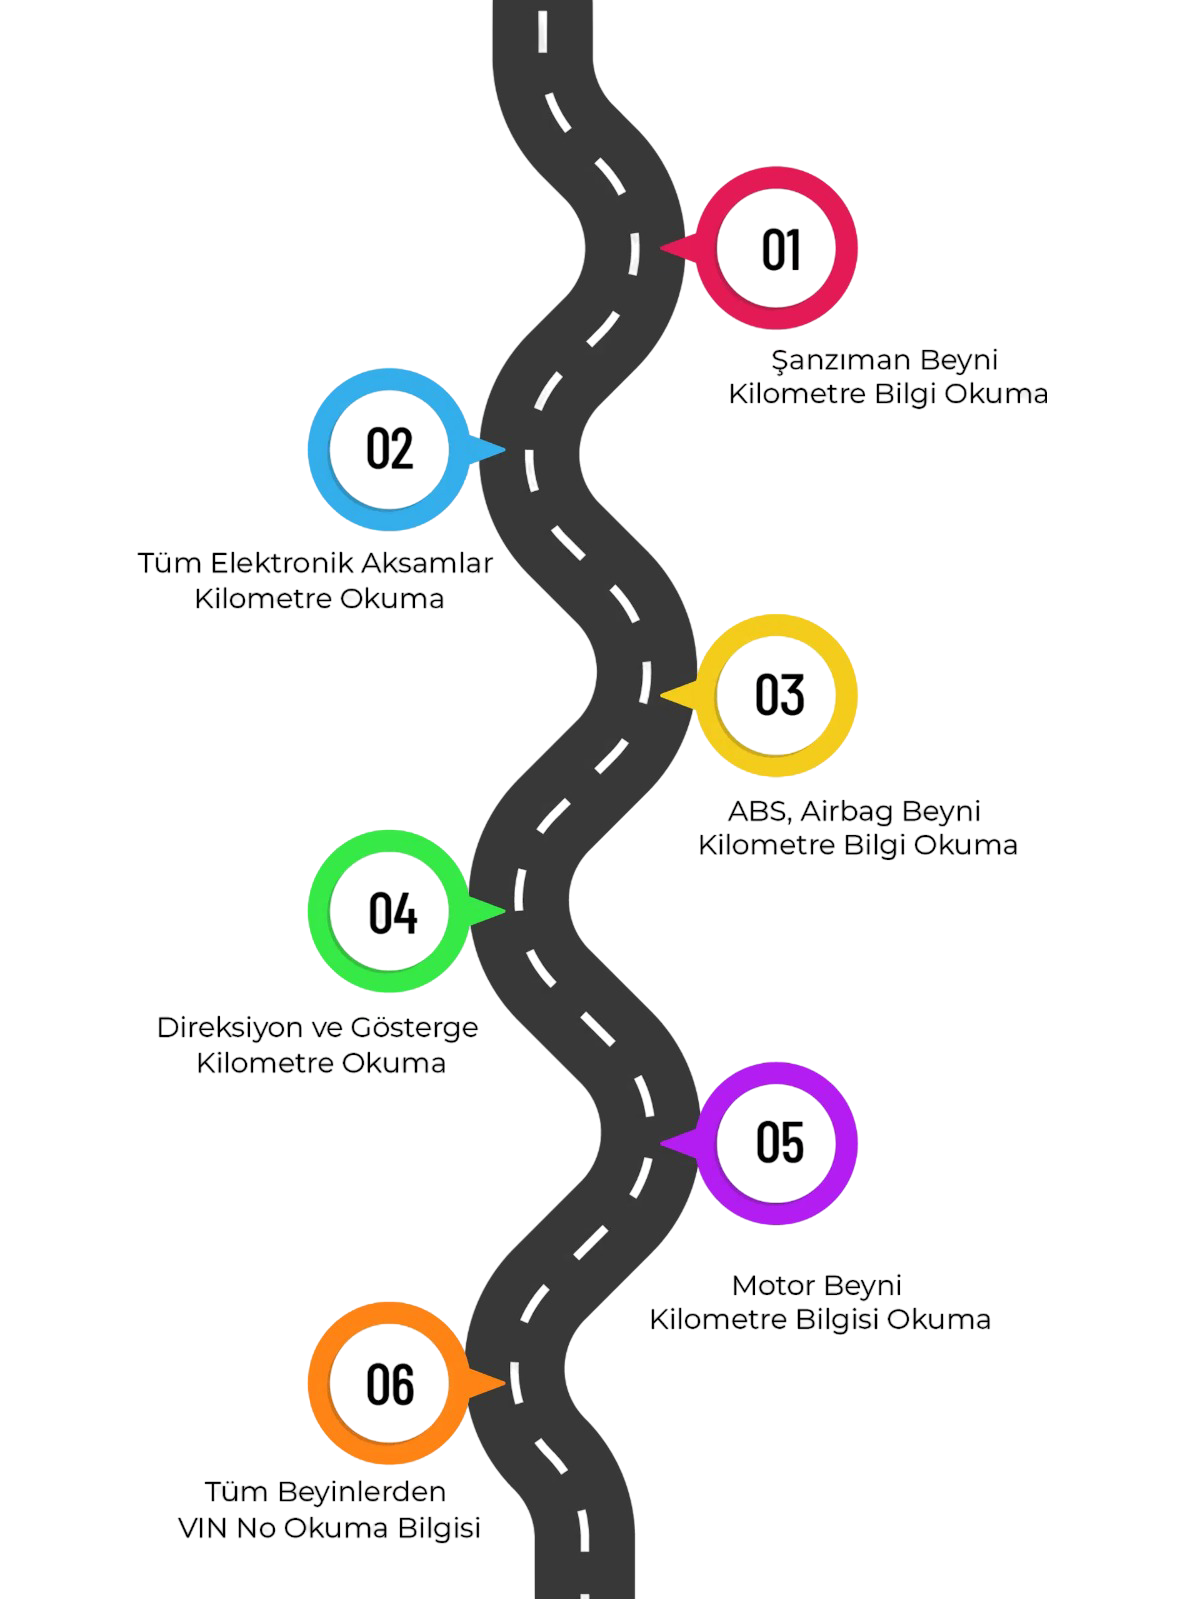 01
Şanzıman Beyni
Kilometre Bilgi Okuma
02
Tüm Elektronik Aksamlar
Kilometre Okuma
03
ABS, Airbag Beyni
Kilometre Bilgi Okuma
04
Direksiyon ve Gösterge
Kilometre Okuma
05
Motor Beyni
Kilometre Bilgisi Okuma
06
Tüm Beyinlerden
VIN No Okuma Bilgisi